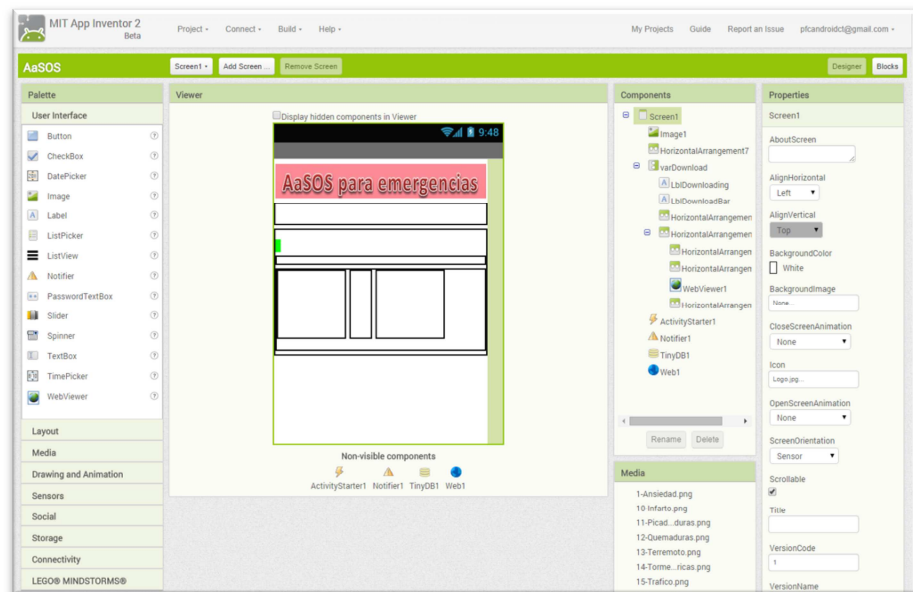 MIT App Inventor 2
Beta
Project
Connect
Build
Help
My Projects
Guide
Report an Issue
pfcandroidct@gmail.com
AaSOS
Screen1
Add Screen ...
Remove Screen
Designer
Blocks
Palette
User Interface
Button
CheckBox
DatePicker
Image
Label
ListPicker
ListView
Notifier
PasswordTextBox
Slider
Spinner
TextBox
TimePicker
WebViewer
Layout
Media
Drawing and Animation
Sensors
Social
Storage
Connectivity
LEGO® MINDSTORMS®
Viewer
Display hidden components in Viewer
9:48
AaSOS para emergencias
Non-visible components
ActivityStarter1 Notifier1 TinyDB1 Web1
Components
Screen1
Image1
HorizontalArrangement7
varDownload
LblDownloading
LblDownloadBar
HorizontalArrangemen
HorizontalArrangemen
HorizontalArrangen
HorizontalArrangen
WebViewer1
HorizontalArrangen
ActivityStarter1
Notifier1
TinyDB1
Web1
Rename
Delete
Media
1-Ansiedad.png
10-Infarto.png
11-Picad...duras.png
12-Quemaduras.png
13-Terremoto.png
14-Torme...ricas.png
15-Trafico.png
Properties
Screen1
AboutScreen
AlignHorizontal
Left
AlignVertical
Top
BackgroundColor
White
BackgroundImage
None...
CloseScreenAnimation
None
Icon
Logo.jpg...
OpenScreenAnimation
None
ScreenOrientation
Sensor
Scrollable
Title
VersionCode
1
VersionName